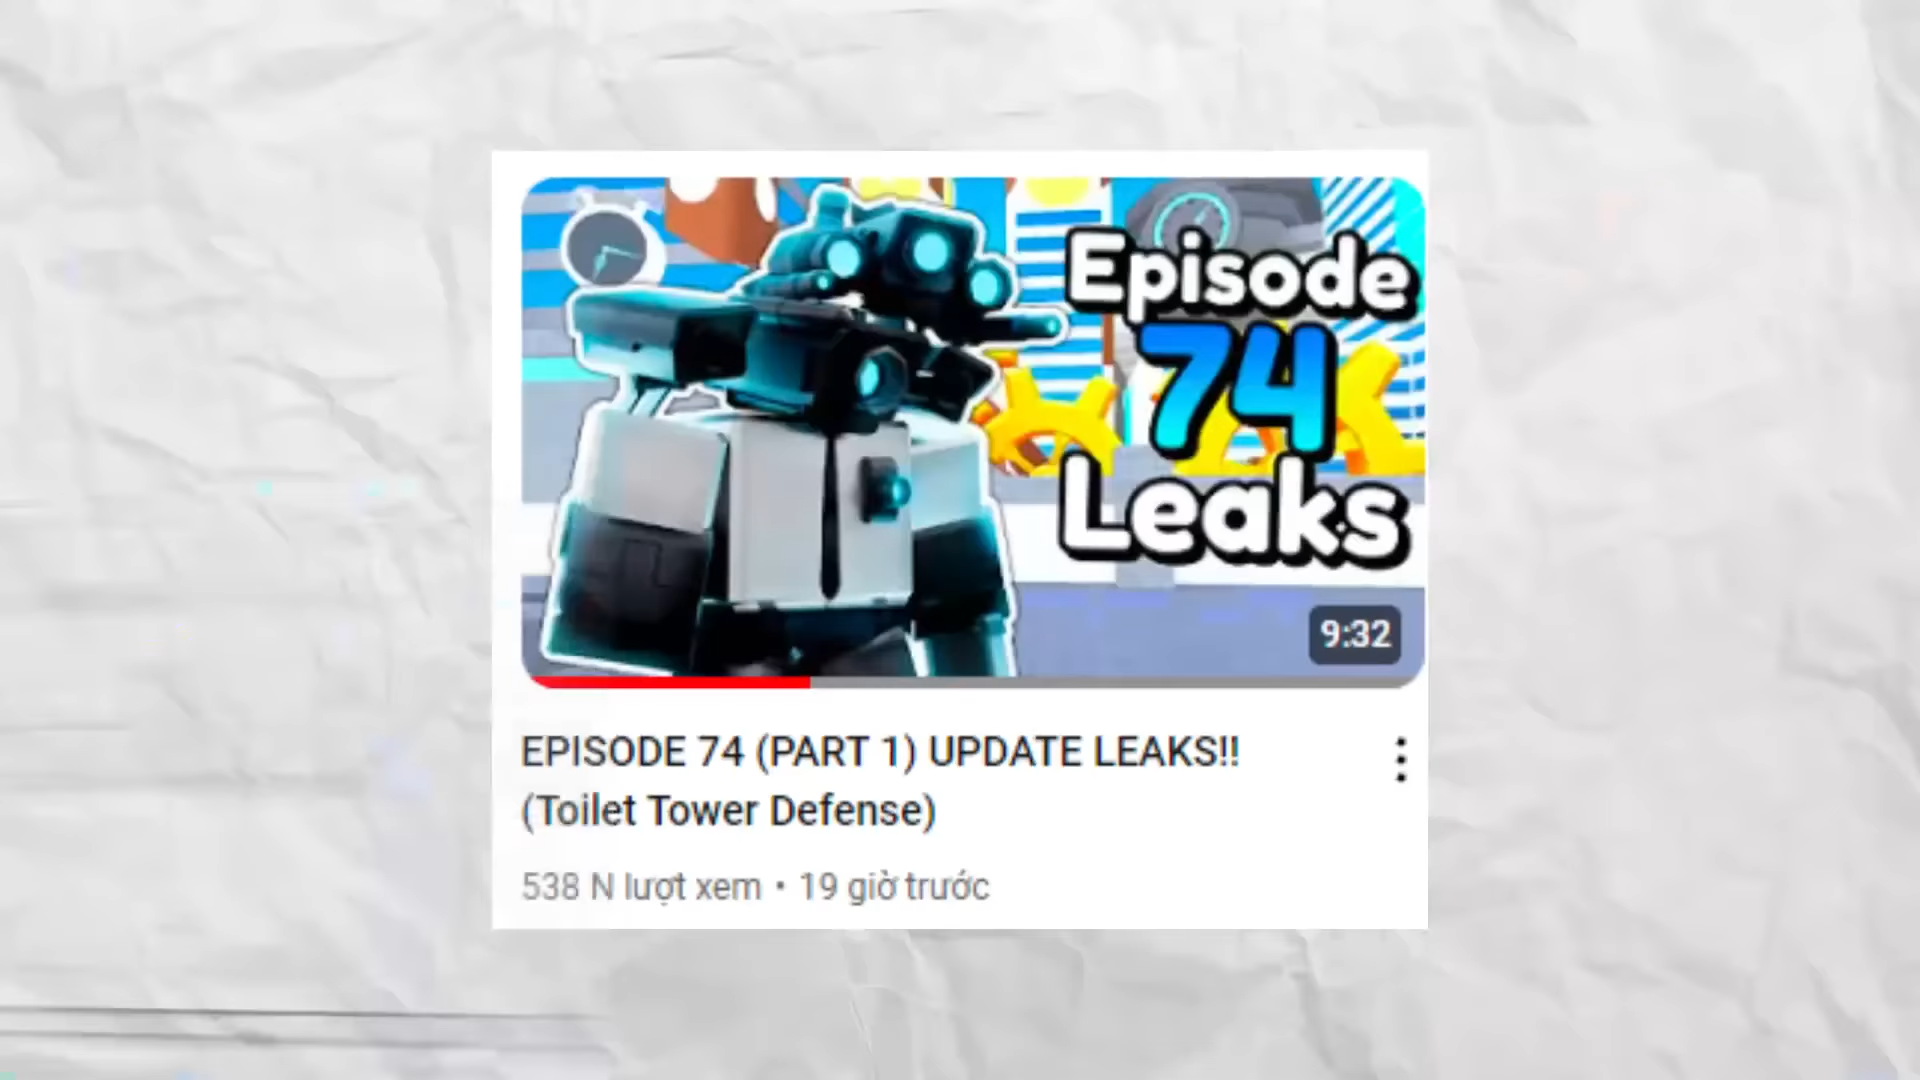 Episode
74
Leaks
9:32
EPISODE 74 (PART 1) UPDATE LEAKS!!
(Toilet Tower Defense)
538 N lượt xem • 19 giờ trước